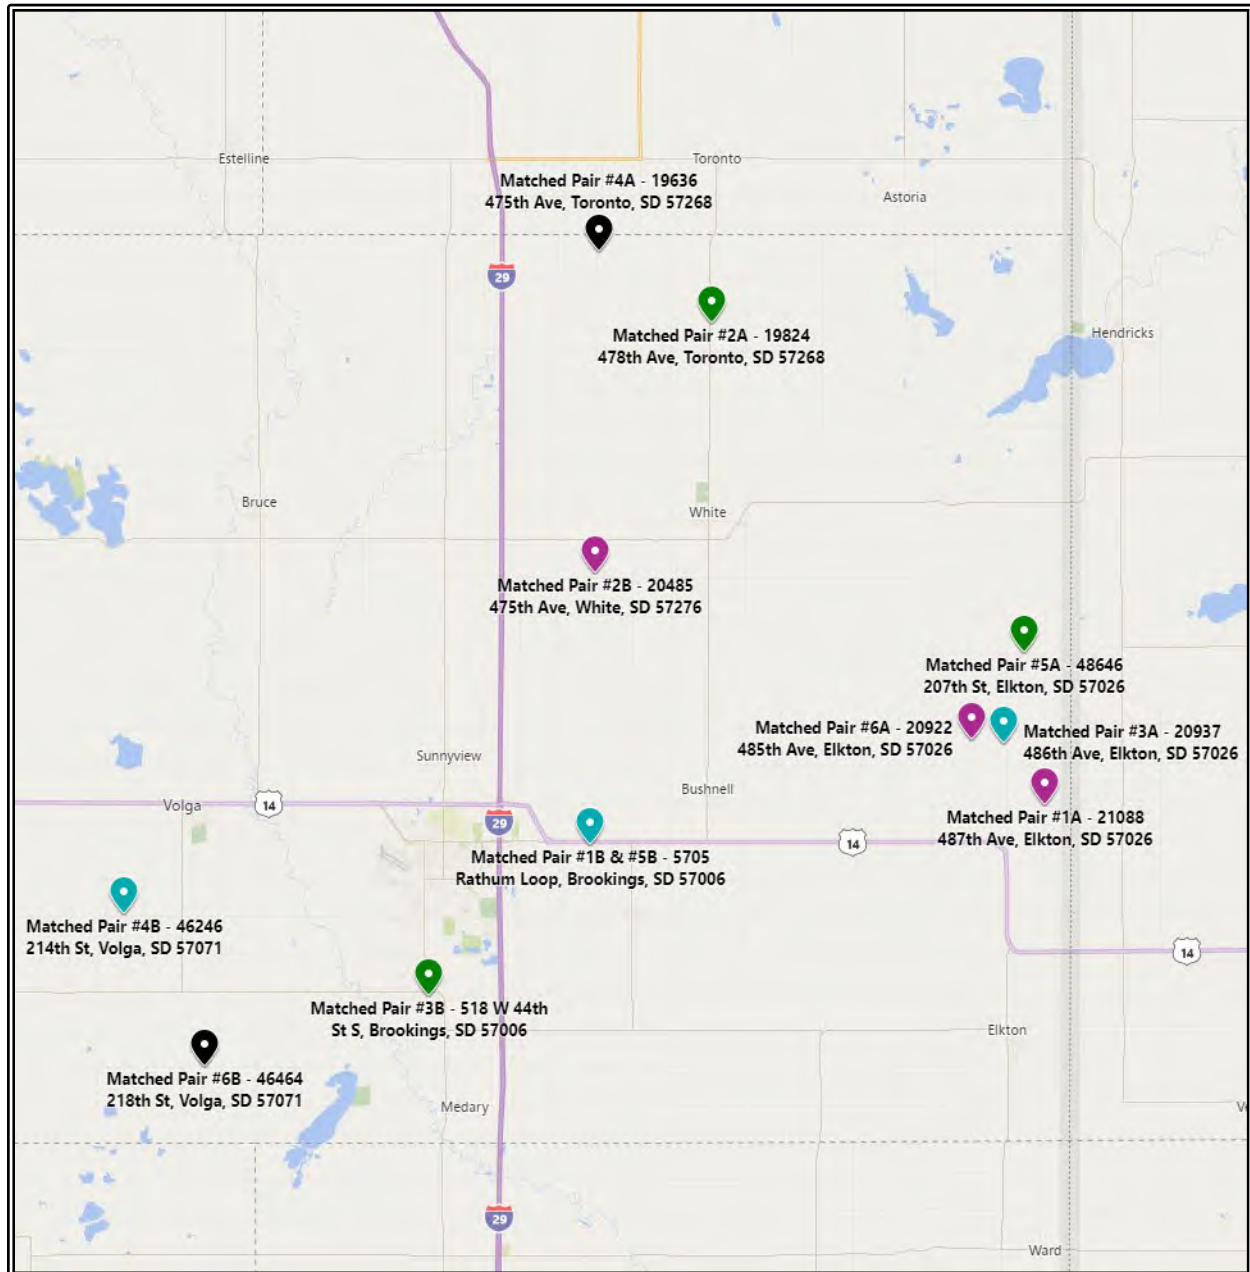 Estelline
Toronto
Matched Pair #4A - 19636
475th Ave, Toronto, SD 57268
Astoria
29
Matched Pair #2A - 19824
478th Ave, Toronto, SD 57268
Hendricks
Bruce
White
Matched Pair #2B - 20485
475th Ave, White, SD 57276
Matched Pair #5A - 48646
207th St, Elkton, SD 57026
Matched Pair #6A - 20922
485th Ave, Elkton, SD 57026
Matched Pair #3A - 20937
486th Ave, Elkton, SD 57026
Sunnyview
Bushnell
Volga
14
29
Matched Pair #1A - 21088
487th Ave, Elkton, SD 57026
14
Matched Pair #1B & #5B - 5705
Rathum Loop, Brookings, SD 57006
Matched Pair #4B - 46246
214th St, Volga, SD 57071
14
Matched Pair #3B - 518 W 44th
St S, Brookings, SD 57006
Elkton
Matched Pair #6B - 46464
218th St, Volga, SD 57071
Medary
29
Ward